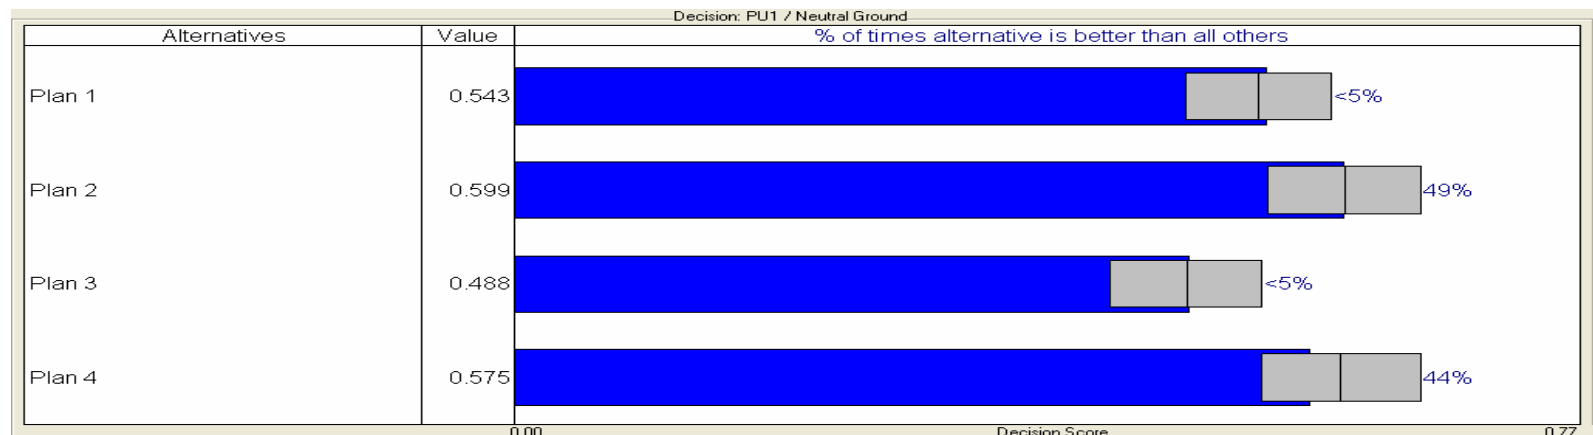 Decision: PU1 / Neutral Ground
Alternatives Value % of times alternative is better than all others
Plan 1 0.543 <5%
Plan 2 0.599 49%
Plan 3 0.488 <5%
Plan 4 0.575 44%
0.00 Decision Score 0.77